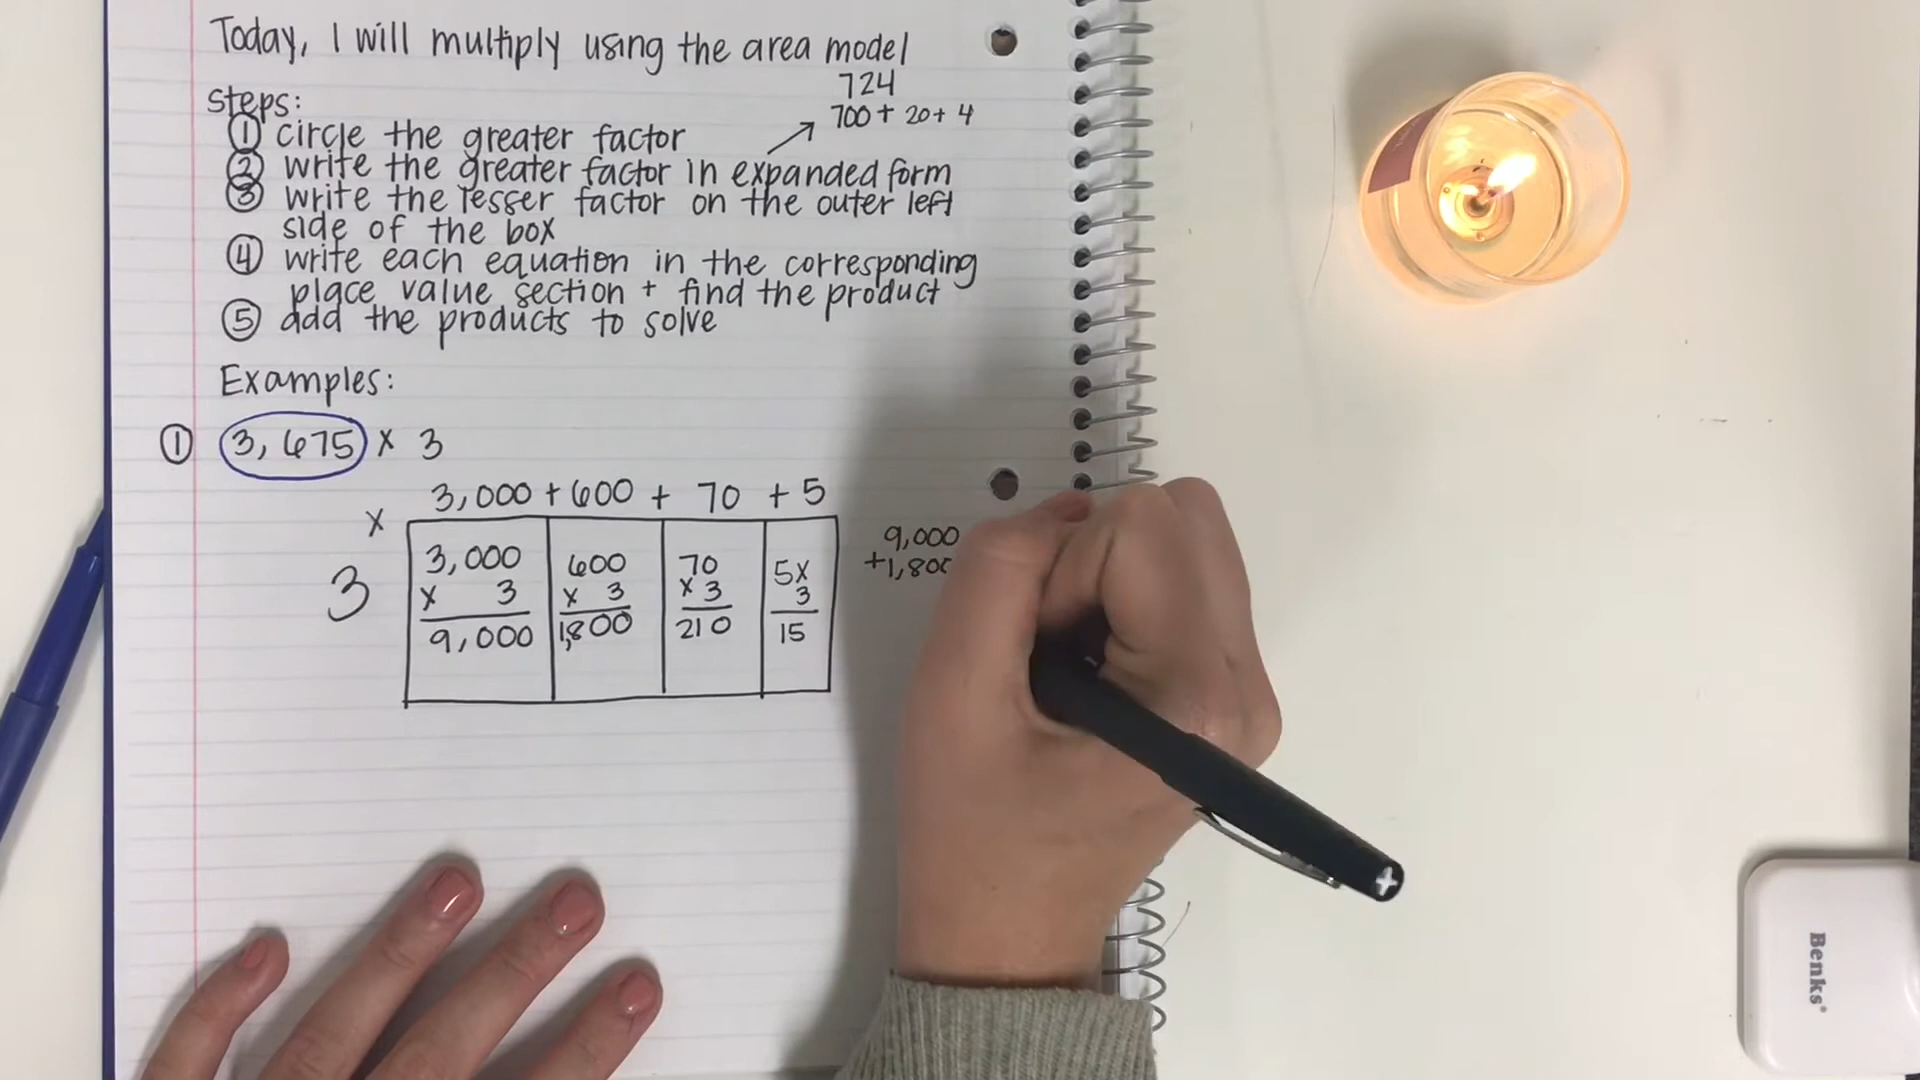 Today, I will multiply using the area model
724
700 + 20 + 4
steps:
① circle the greater factor
② write the greater factor in expanded form
③ write the lesser factor on the outer left
side of the box
④ write each equation in the corresponding
place value section + find the product
⑤ add the products to solve
Examples:
① 3,675 x 3
3,000 + 600 + 70 + 5
x
3
3,000 600 70 5x
x 3 x 3 x 3 3
9,000 1,800 210 15
9,000
+1,800
Benks